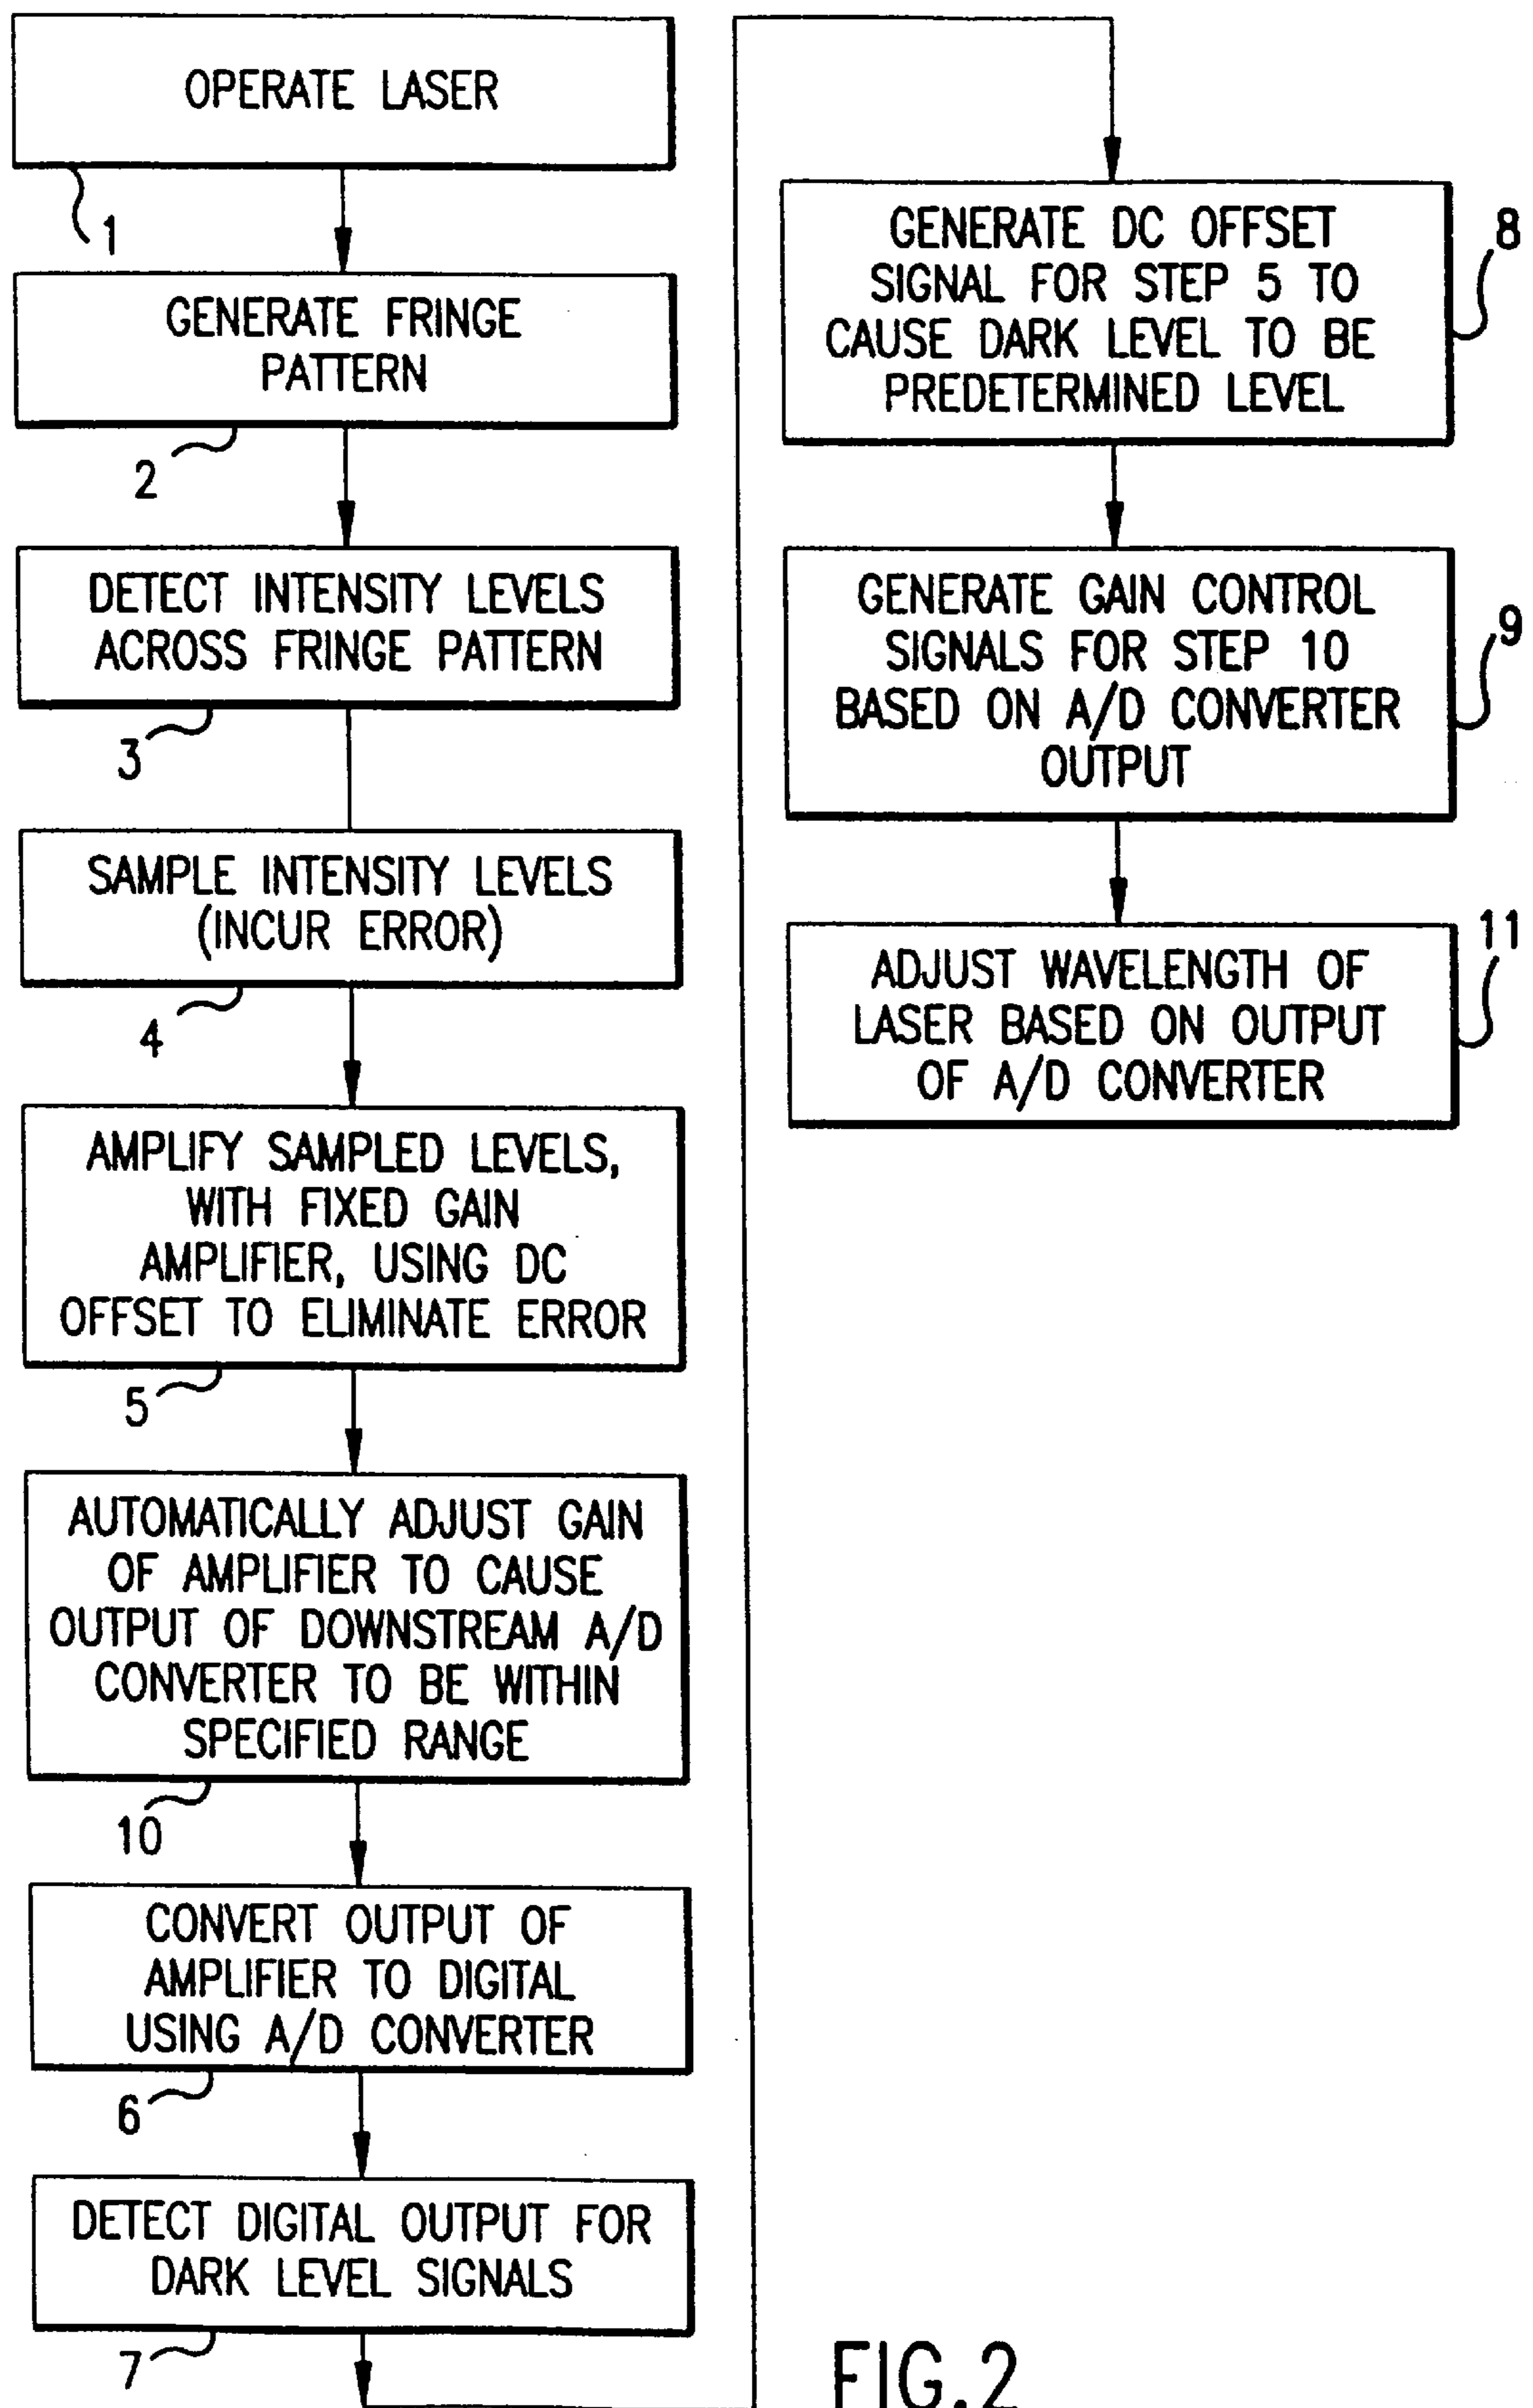 OPERATE LASER
1
GENERATE FRINGE
PATTERN
2
DETECT INTENSITY LEVELS
ACROSS FRINGE PATTERN
3
SAMPLE INTENSITY LEVELS
(INCUR ERROR)
4
AMPLIFY SAMPLED LEVELS,
WITH FIXED GAIN
AMPLIFIER, USING DC
OFFSET TO ELIMINATE ERROR
5
AUTOMATICALLY ADJUST GAIN
OF AMPLIFIER TO CAUSE
OUTPUT OF DOWNSTREAM A/D
CONVERTER TO BE WITHIN
SPECIFIED RANGE
10
CONVERT OUTPUT OF
AMPLIFIER TO DIGITAL
USING A/D CONVERTER
6
DETECT DIGITAL OUTPUT FOR
DARK LEVEL SIGNALS
7
GENERATE DC OFFSET
SIGNAL FOR STEP 5 TO
CAUSE DARK LEVEL TO BE
PREDETERMINED LEVEL
8
GENERATE GAIN CONTROL
SIGNALS FOR STEP 10
BASED ON A/D CONVERTER
OUTPUT
9
ADJUST WAVELENGTH OF
LASER BASED ON OUTPUT
OF A/D CONVERTER
11
FIG.2